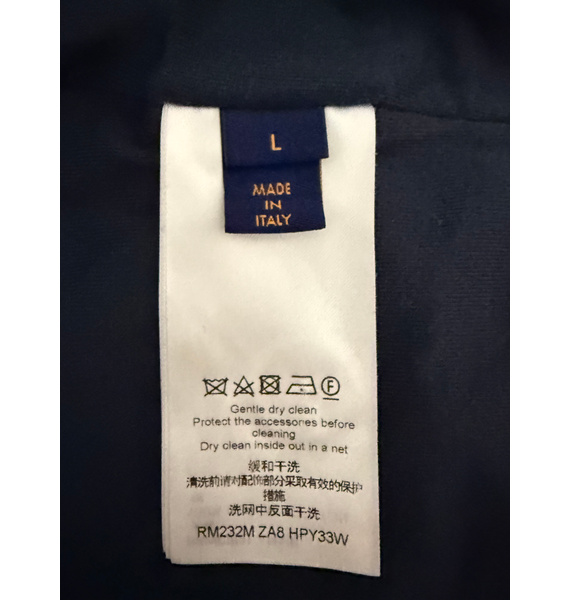 L
MADE
IN
ITALY
F
Gentle dry clean
Protect the accessories before
cleaning
Dry clean inside out in a net
缓和干洗
清洗前请对配饰部分采取有效的保护
措施
洗网中反面干洗
RM232M ZA8 HPY33W